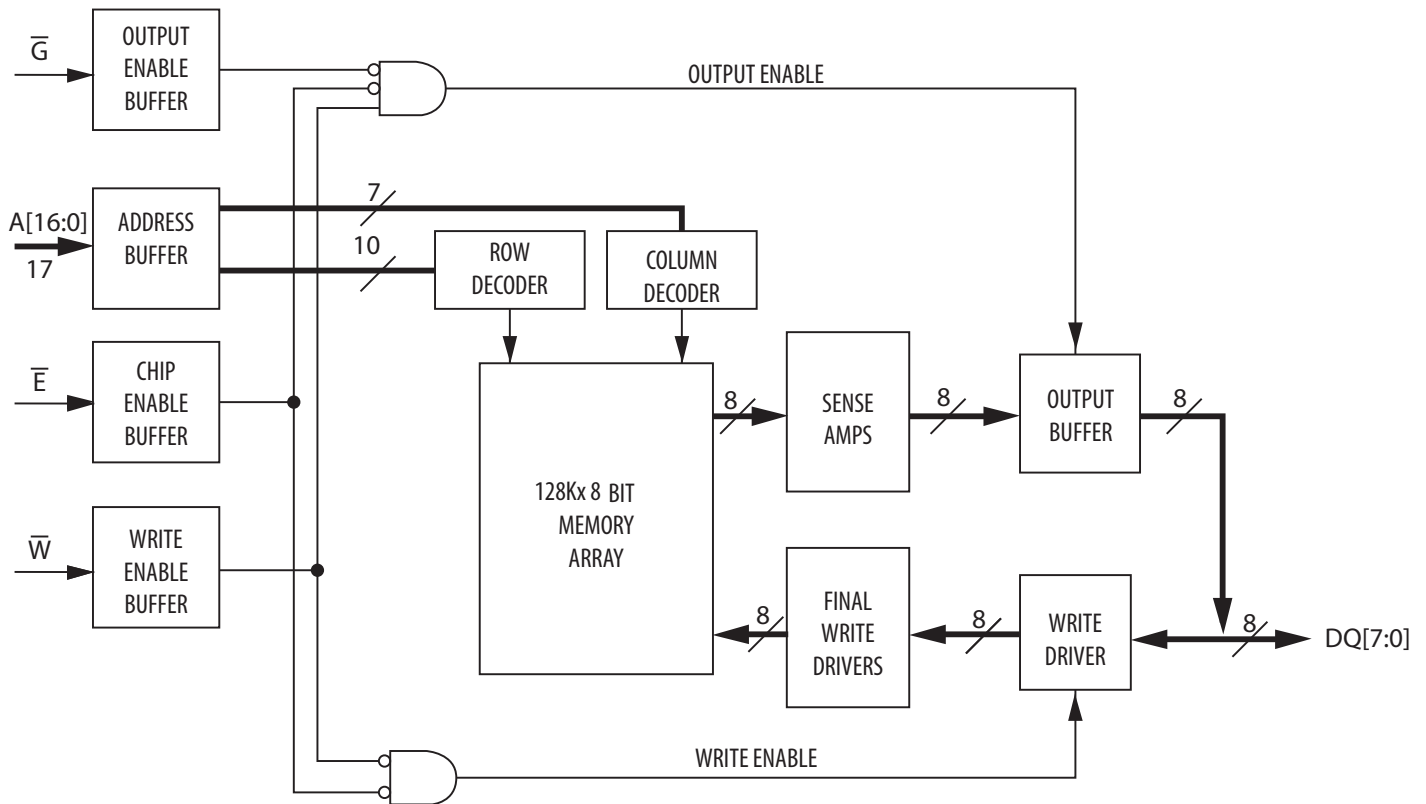 G̅
OUTPUT
ENABLE
BUFFER
OUTPUT ENABLE
A[16:0]
17
ADDRESS
BUFFER
7
10
ROW
DECODER
COLUMN
DECODER
E̅
CHIP
ENABLE
BUFFER
W̅
WRITE
ENABLE
BUFFER
128Kx 8 BIT
MEMORY
ARRAY
8
SENSE
AMPS
8
OUTPUT
BUFFER
8
8
FINAL
WRITE
DRIVERS
8
WRITE
DRIVER
8
DQ[7:0]
WRITE ENABLE